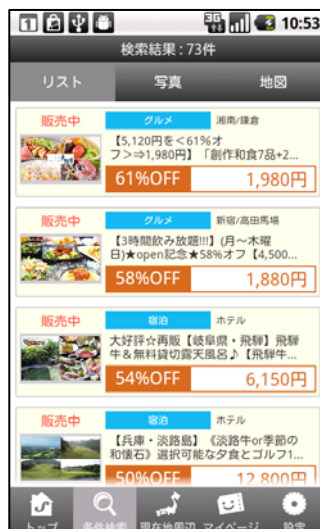 3G
10:53
検索結果：73件
リスト
写真
地図
販売中
グルメ
湘南/鎌倉
【5,120円を<61%オ
フ>⇒1,980円】「創作和食7品+2...
61%OFF
1,980円
販売中
グルメ
新宿/高田馬場
【3時間飲み放題!!!】(月～木曜
日)★open記念★58%オフ【4,500...
58%OFF
1,880円
販売中
宿泊
ホテル
大好評☆再販【岐阜県・飛騨】飛騨
牛＆無料貸切露天風呂♪【飛騨牛...
54%OFF
6,150円
販売中
宿泊
ホテル
【兵庫・淡路島】《淡路牛or季節の
和懐石》選択可能な夕食とゴルフ1...
50%OFF
12,800円
トップ
条件検索
現在地周辺
マイページ
設定